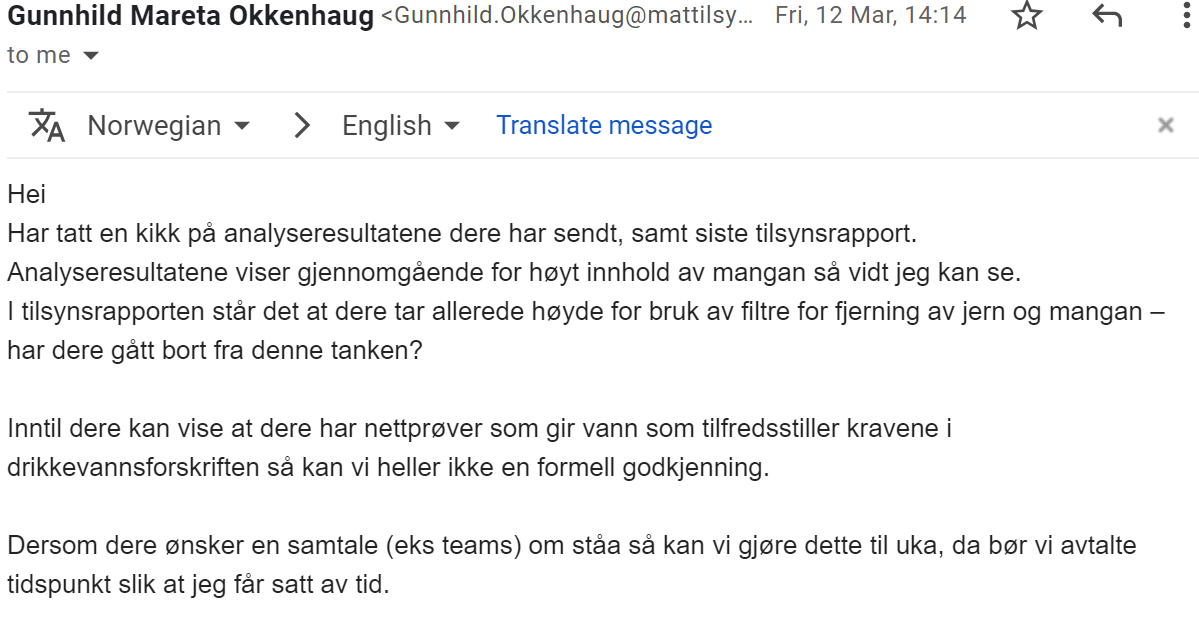 Gunnhild Mareta Okkenhaug <Gunnhild.Okkenhaug@mattilsy... Fri, 12 Mar, 14:14
to me
Norwegian English Translate message
Hei
Har tatt en kikk på analyseresultatene dere har sendt, samt siste tilsynsrapport.
Analyseresultatene viser gjennomgående for høyt innhold av mangan så vidt jeg kan se.
I tilsynsrapporten står det at dere tar allerede høyde for bruk av filtre for fjerning av jern og mangan –
har dere gått bort fra denne tanken?
Inntil dere kan vise at dere har nettprøver som gir vann som tilfredsstiller kravene i
drikkevannsforskriften så kan vi heller ikke en formell godkjenning.
Dersom dere ønsker en samtale (eks teams) om ståa så kan vi gjøre dette til uka, da bør vi avtalte
tidspunkt slik at jeg får satt av tid.